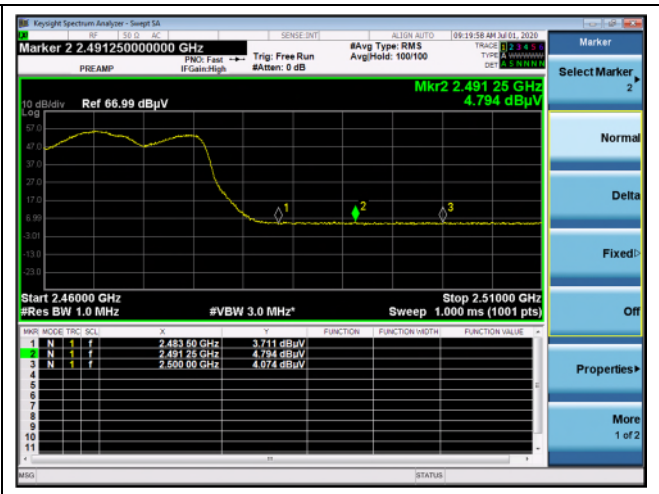 Keysight Spectrum Analyzer - Swept SA
RF 50 Ω AC SENSE:INT ALIGN AUTO 09:19:58 AM Jul 01, 2020
Marker 2 2.491250000000 GHz
PREAMP
PNO: Fast
IFGain:High
Trig: Free Run
#Atten: 0 dB
#Avg Type: RMS
Avg|Hold: 100/100
TRACE 1 2 3 4 5 6
TYPE A WWWWW
DET A S N N N N
Mkr2 2.491 25 GHz
4.794 dBµV
10 dB/div Ref 66.99 dBµV
Log
57.0
47.0
37.0
27.0
17.0
6.99
-3.01
-13.0
-23.0
1
2
3
Start 2.46000 GHz Stop 2.51000 GHz
#Res BW 1.0 MHz #VBW 3.0 MHz* Sweep 1.000 ms (1001 pts)
MKR MODE TRC SCL X Y FUNCTION FUNCTION WIDTH FUNCTION VALUE
1 N 1 f 2.483 50 GHz 3.711 dBµV
2 N 1 f 2.491 25 GHz 4.794 dBµV
3 N 1 f 2.500 00 GHz 4.074 dBµV
4
5
6
7
8
9
10
11
MSG STATUS
Marker
Select Marker
2
Normal
Delta
Fixed
Off
Properties
More
1 of 2